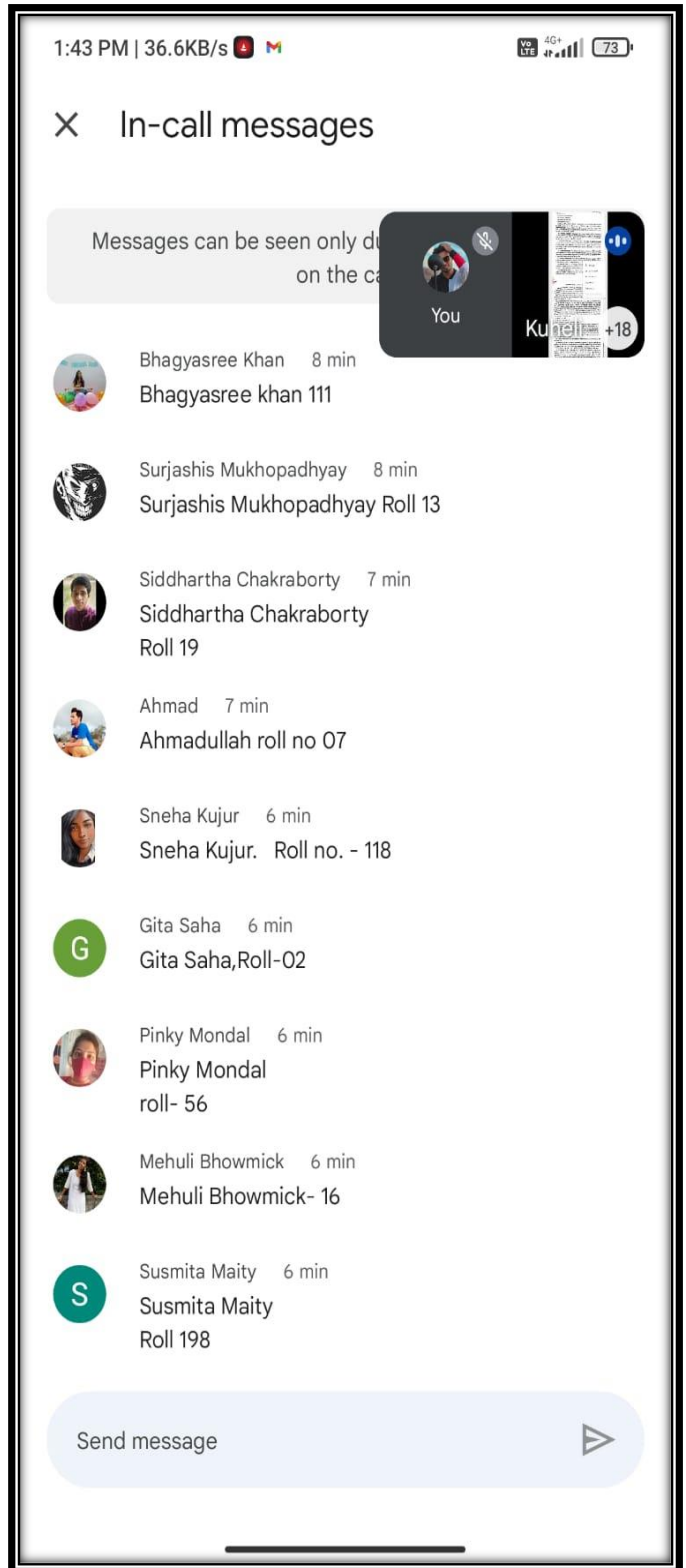 1:43 PM | 36.6KB/s
Vo LTE 4G+ 73
In-call messages
Messages can be seen only
on the
You
Kuheli
+18
Bhagyasree Khan 8 min
Bhagyasree khan 111
Surjashis Mukhopadhyay 8 min
Surjashis Mukhopadhyay Roll 13
Siddhartha Chakraborty 7 min
Siddhartha Chakraborty
Roll 19
Ahmad 7 min
Ahmadullah roll no 07
Sneha Kujur 6 min
Sneha Kujur. Roll no. - 118
G
Gita Saha 6 min
Gita Saha,Roll-02
Pinky Mondal 6 min
Pinky Mondal
roll- 56
Mehuli Bhowmick 6 min
Mehuli Bhowmick- 16
S
Susmita Maity 6 min
Susmita Maity
Roll 198
Send message